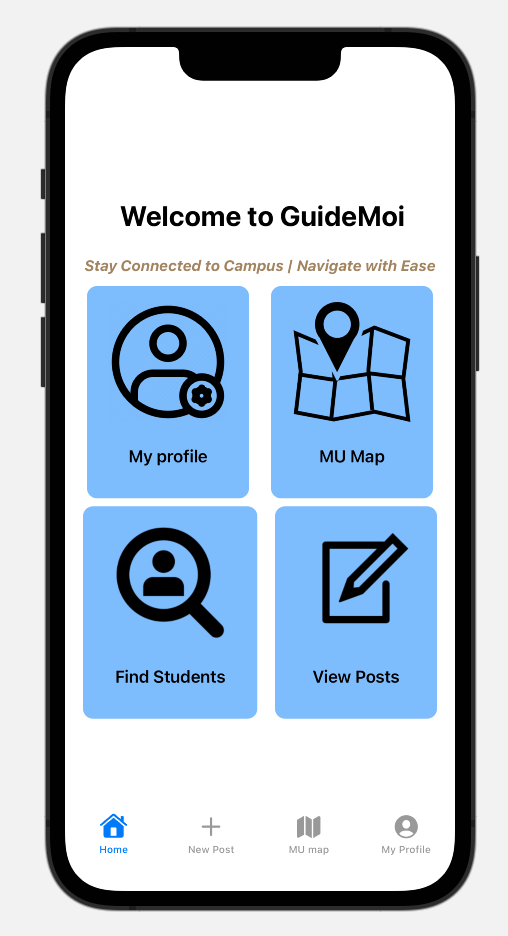 Welcome to GuideMoi
Stay Connected to Campus | Navigate with Ease
My profile
MU Map
Find Students
View Posts
Home
New Post
MU map
My Profile